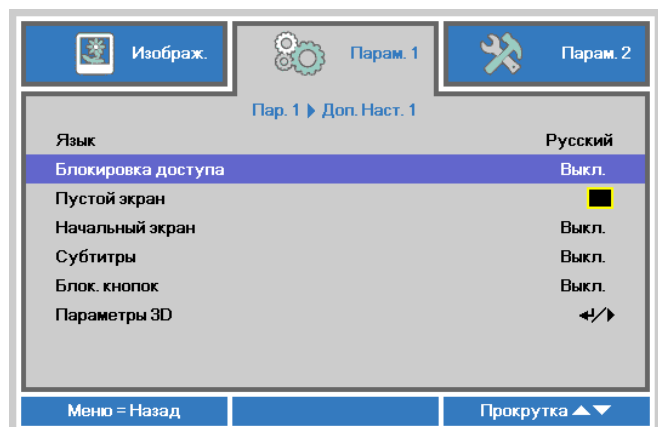 Изображ.
Парам. 1
Парам. 2
Пар. 1 Доп. Наст. 1
Язык Русский
Блокировка доступа Выкл.
Пустой экран
Начальный экран Выкл.
Субтитры Выкл.
Блок. кнопок Выкл.
Параметры 3D
Меню = Назад
Прокрутка